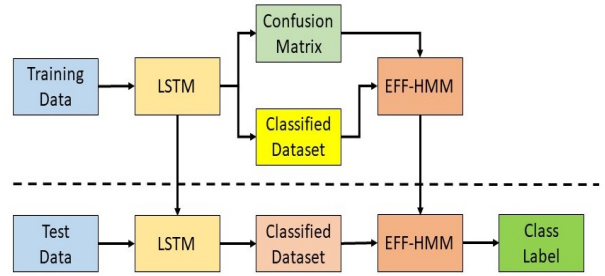 Confusion
Matrix
Training
Data
LSTM
EFF-HMM
Classified
Dataset
Test
Data
LSTM
Classified
Dataset
EFF-HMM
Class
Label